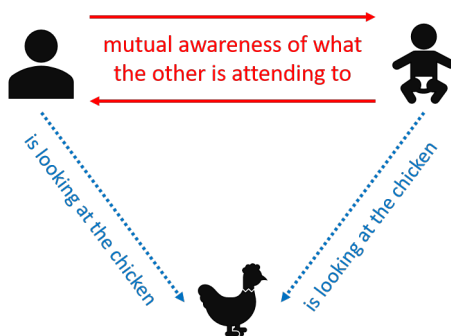 mutual awareness of what
the other is attending to
is looking at the chicken
is looking at the chicken